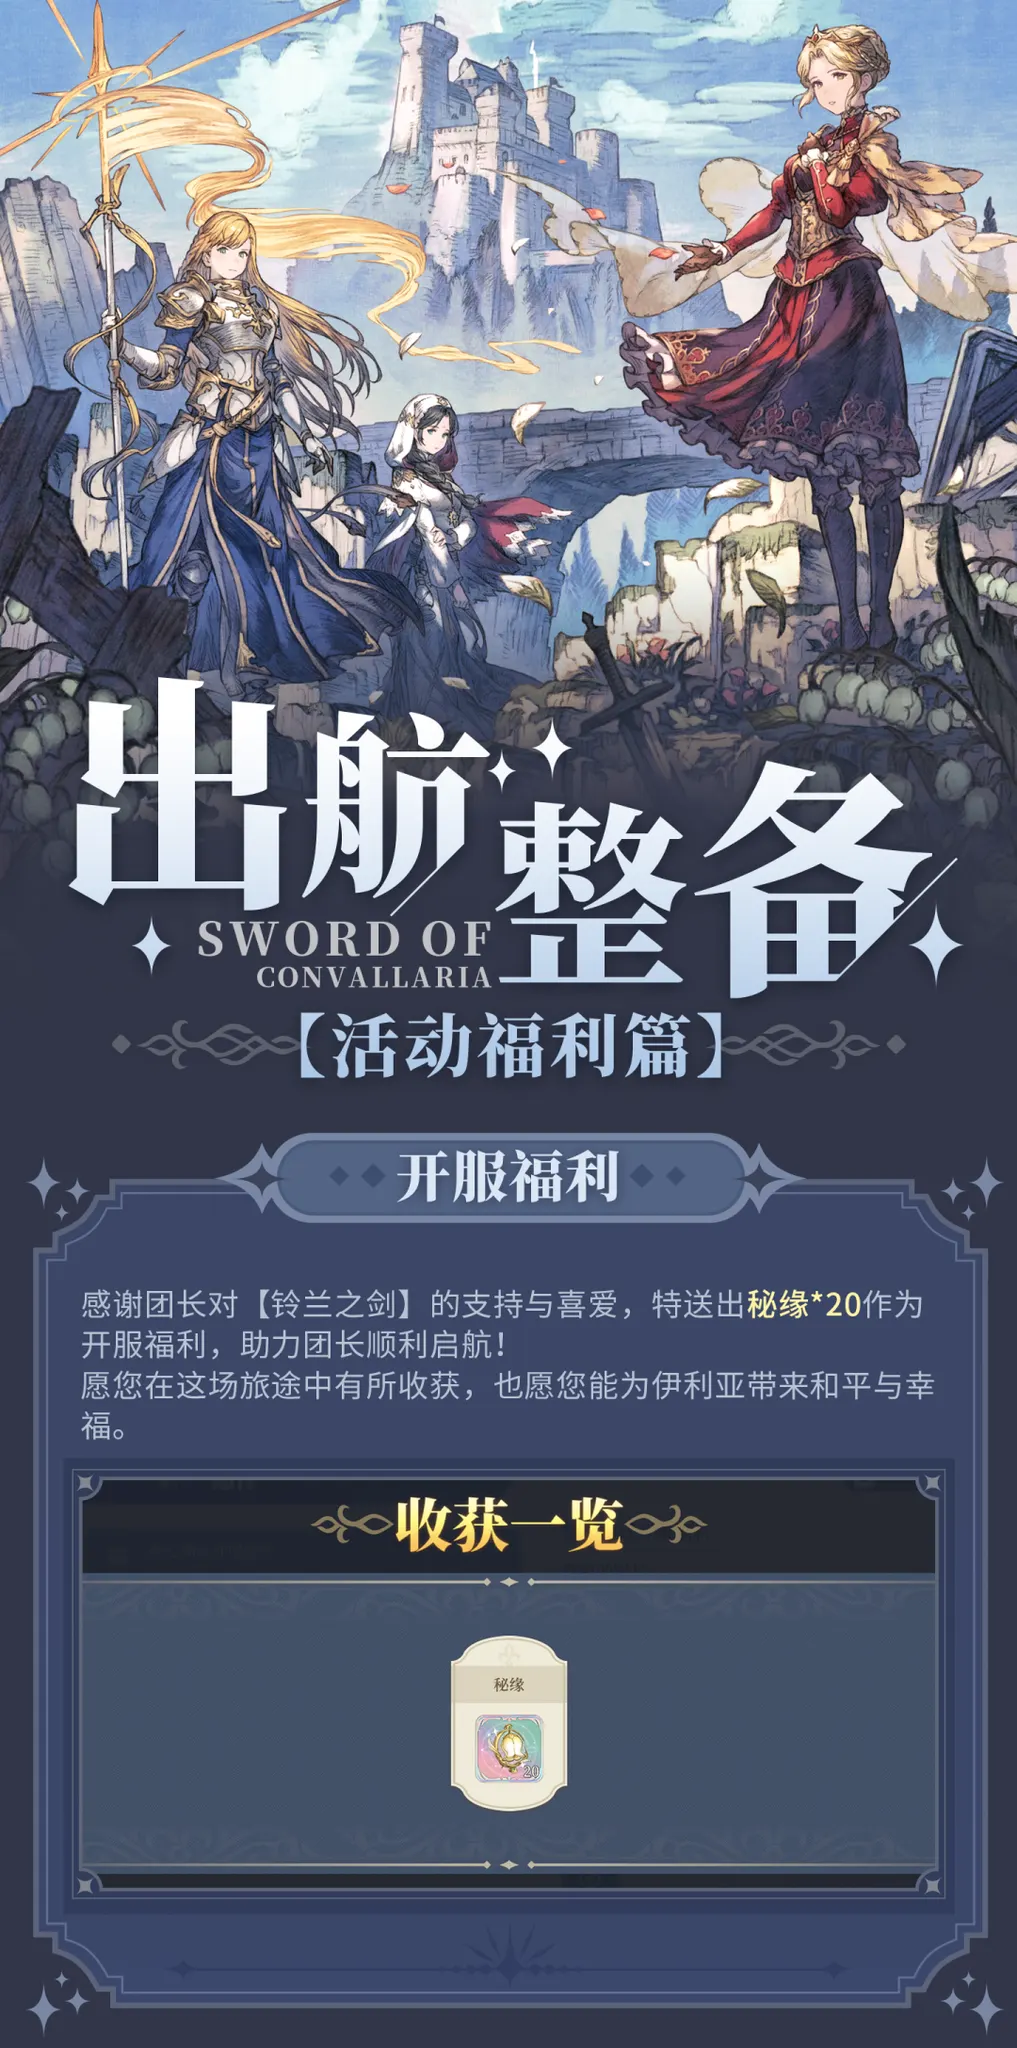 出航
整备
SWORD OF
CONVALLARIA
【活动福利篇】
开服福利
感谢团长对【铃兰之剑】的支持与喜爱，特送出秘缘*20作为
开服福利，助力团长顺利启航！
愿您在这场旅途中有所收获，也愿您能为伊利亚带来和平与幸
福。
收获一览
秘缘
20